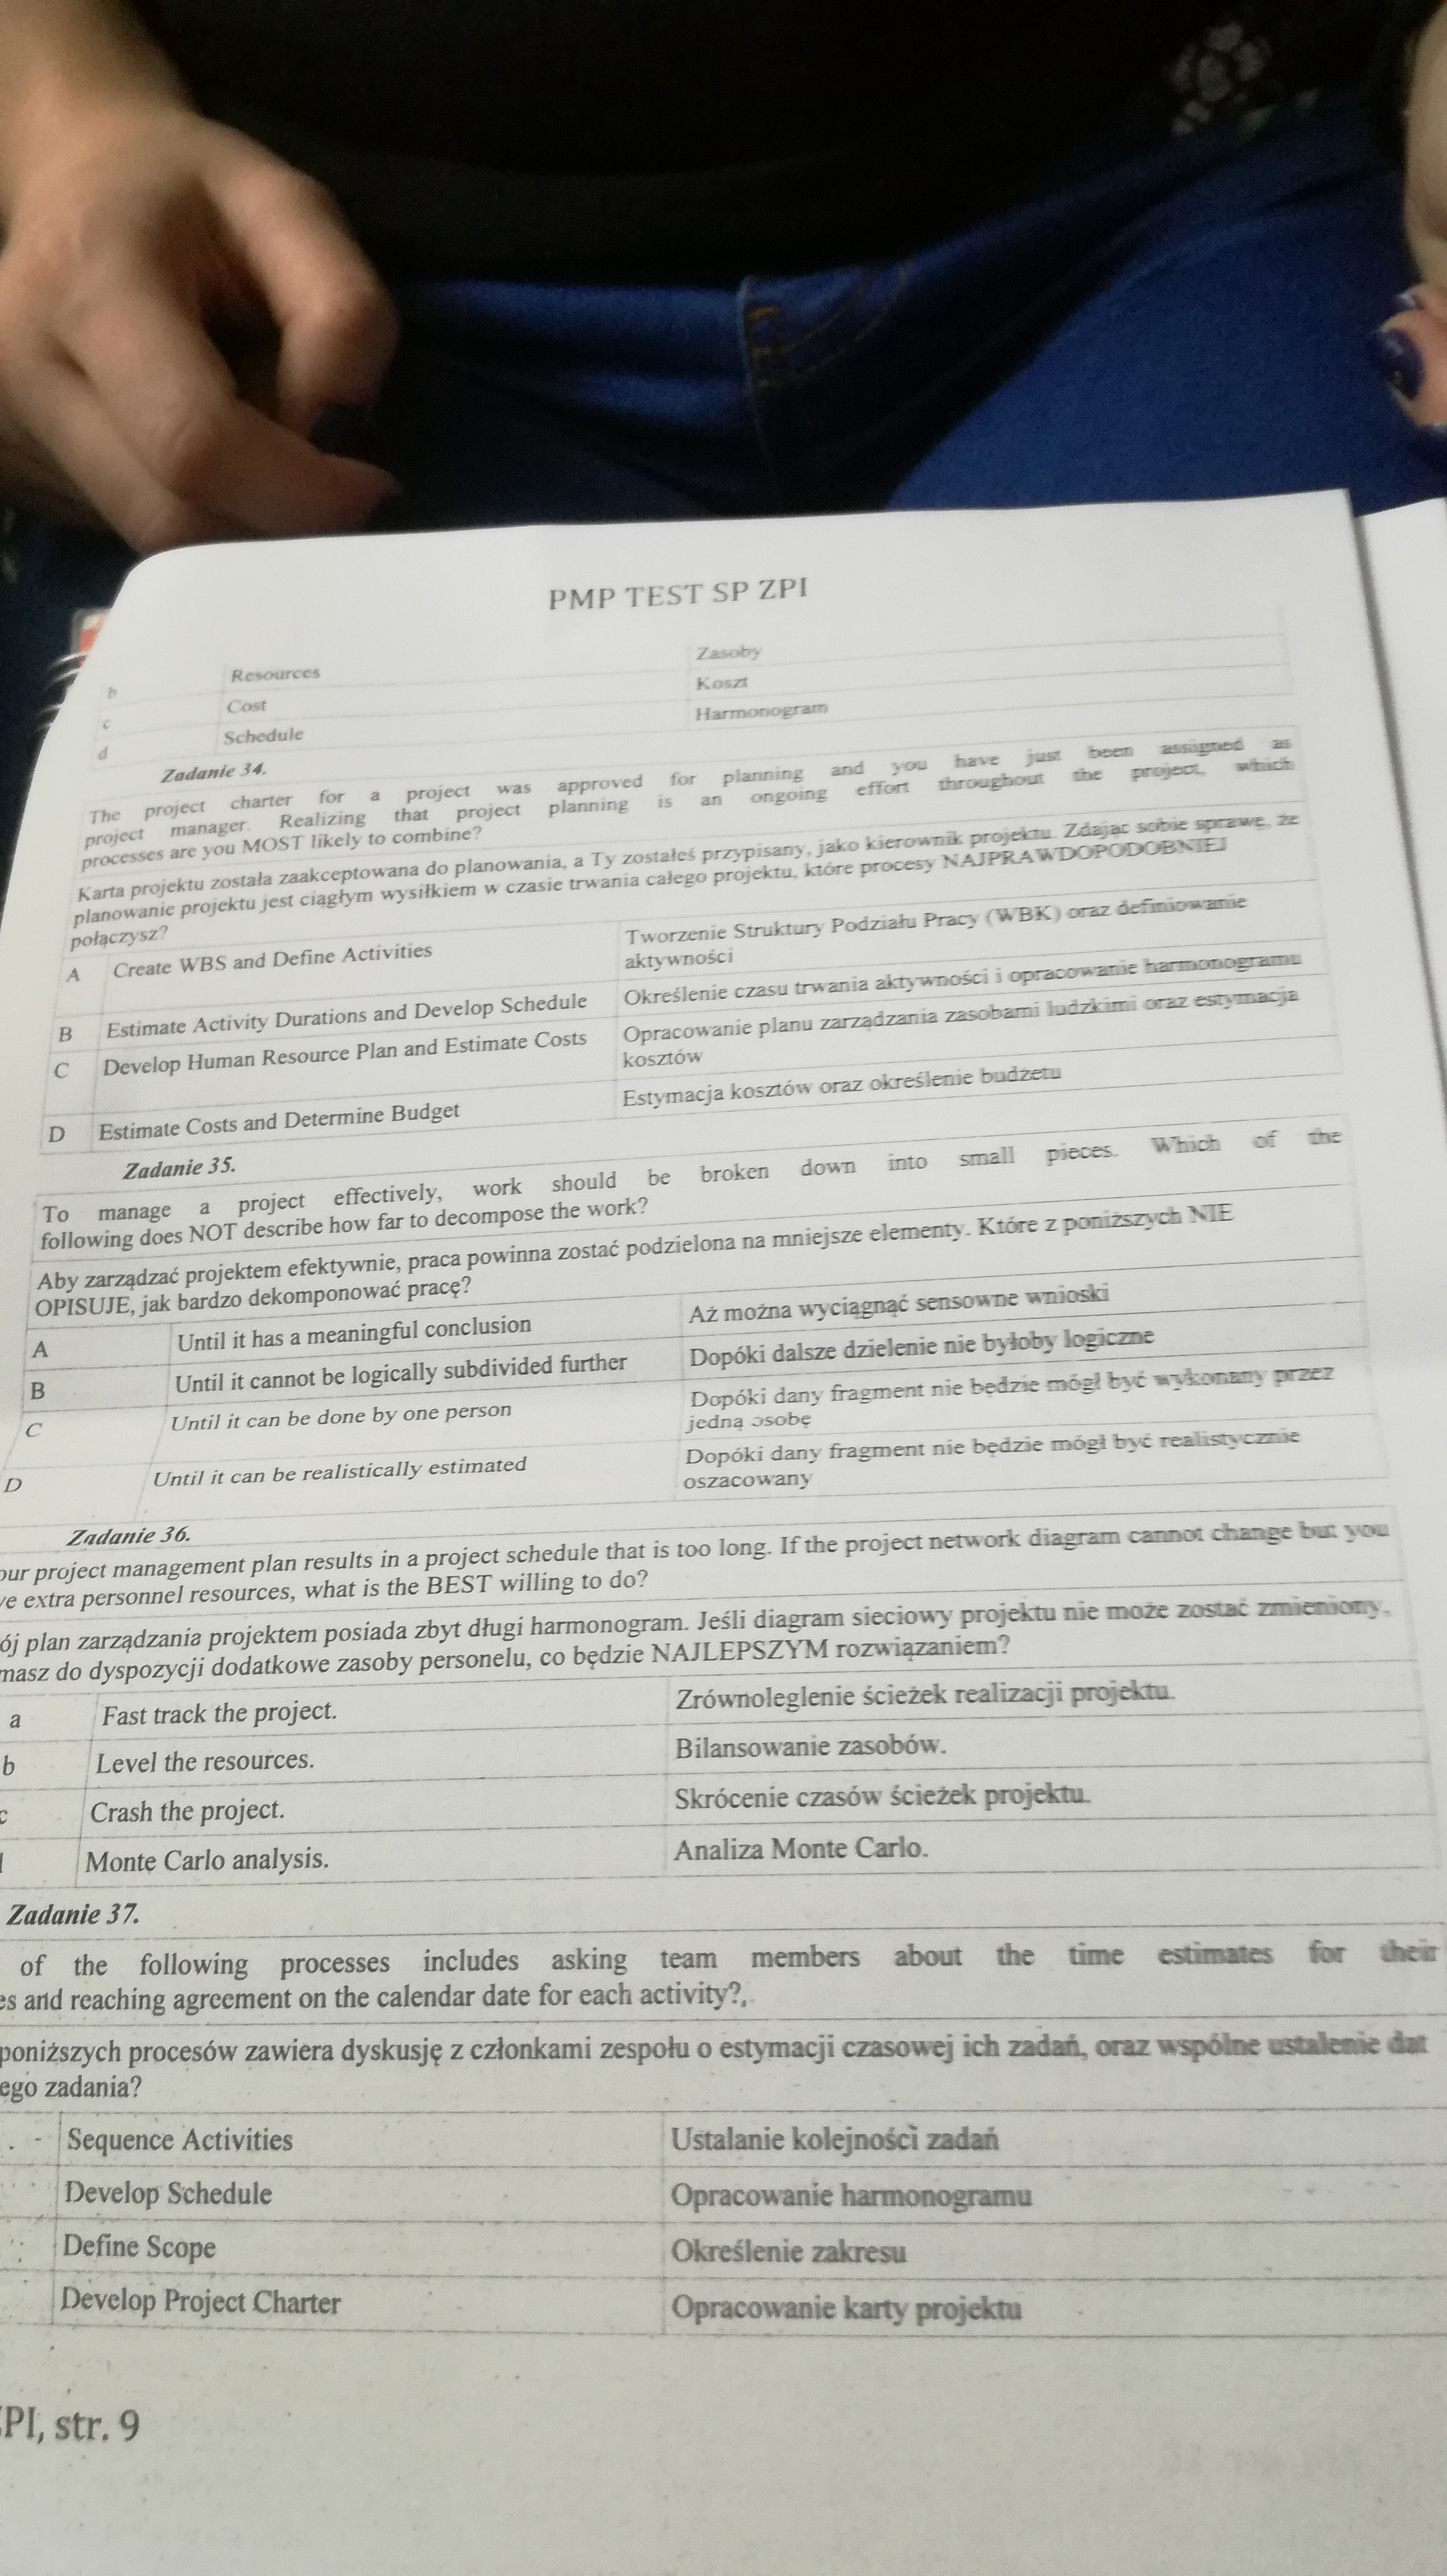 PMP TEST SP ZPI
b Resources Zasoby
c Cost Koszt
d Schedule Harmonogram
Zadanie 34.
The project charter for a project was approved for planning and you have just been assigned as
project manager. Realizing that project planning is an ongoing effort throughout the project, which
processes are you MOST likely to combine?
Karta projektu została zaakceptowana do planowania, a Ty zostałeś przypisany, jako kierownik projektu. Zdając sobie sprawę, że
planowanie projektu jest ciągłym wysiłkiem w czasie trwania całego projektu, które procesy NAJPRAWDOPODOBNIEJ
połączysz?
A Create WBS and Define Activities Tworzenie Struktury Podziału Pracy (WBK) oraz definiowanie
aktywności
B Estimate Activity Durations and Develop Schedule Określenie czasu trwania aktywności i opracowanie harmonogramu
C Develop Human Resource Plan and Estimate Costs Opracowanie planu zarządzania zasobami ludzkimi oraz estymacja
kosztów
D Estimate Costs and Determine Budget Estymacja kosztów oraz określenie budżetu
Zadanie 35.
To manage a project effectively, work should be broken down into small pieces. Which of the
following does NOT describe how far to decompose the work?
Aby zarządzać projektem efektywnie, praca powinna zostać podzielona na mniejsze elementy. Które z poniższych NIE
OPISUJE, jak bardzo dekomponować pracę?
A Until it has a meaningful conclusion Aż można wyciągnąć sensowne wnioski
B Until it cannot be logically subdivided further Dopóki dalsze dzielenie nie byłoby logiczne
C Until it can be done by one person Dopóki dany fragment nie będzie mógł być wykonany przez
jedną osobę
D Until it can be realistically estimated Dopóki dany fragment nie będzie mógł być realistycznie
oszacowany
Zadanie 36.
our project management plan results in a project schedule that is too long. If the project network diagram cannot change but you
ve extra personnel resources, what is the BEST willing to do?
ój plan zarządzania projektem posiada zbyt długi harmonogram. Jeśli diagram sieciowy projektu nie może zostać zmieniony,
masz do dyspozycji dodatkowe zasoby personelu, co będzie NAJLEPSZYM rozwiązaniem?
a Fast track the project. Zrównoleglenie ścieżek realizacji projektu.
b Level the resources. Bilansowanie zasobów.
c Crash the project. Skrócenie czasów ścieżek projektu.
Monte Carlo analysis. Analiza Monte Carlo.
Zadanie 37.
of the following processes includes asking team members about the time estimates for their
es and reaching agreement on the calendar date for each activity?,
poniższych procesów zawiera dyskusję z członkami zespołu o estymacji czasowej ich zadań, oraz wspólne ustalenie dat
ego zadania?
Sequence Activities Ustalanie kolejności zadań
Develop Schedule Opracowanie harmonogramu
Define Scope Określenie zakresu
Develop Project Charter Opracowanie karty projektu
ZPI, str. 9